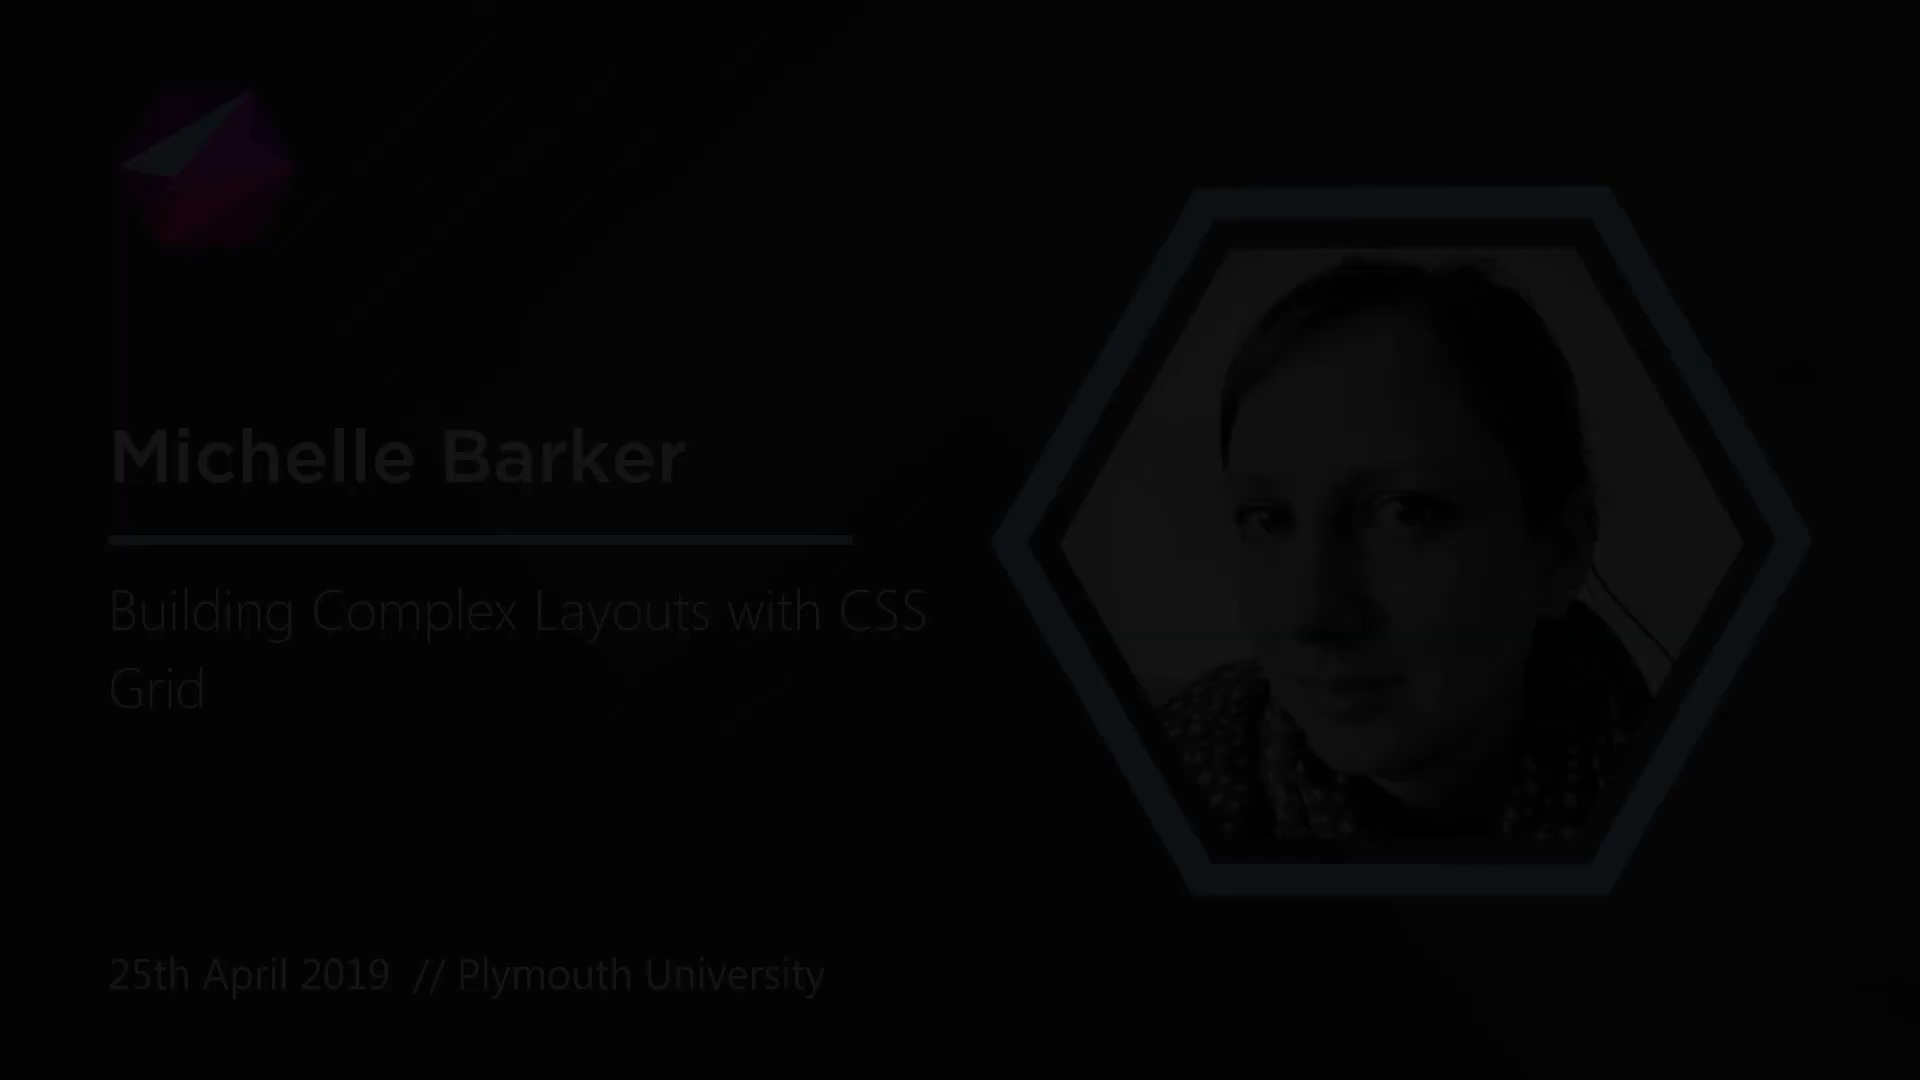 Michelle Barker
Building Complex Layouts with CSS
Grid
25th April 2019 // Plymouth University